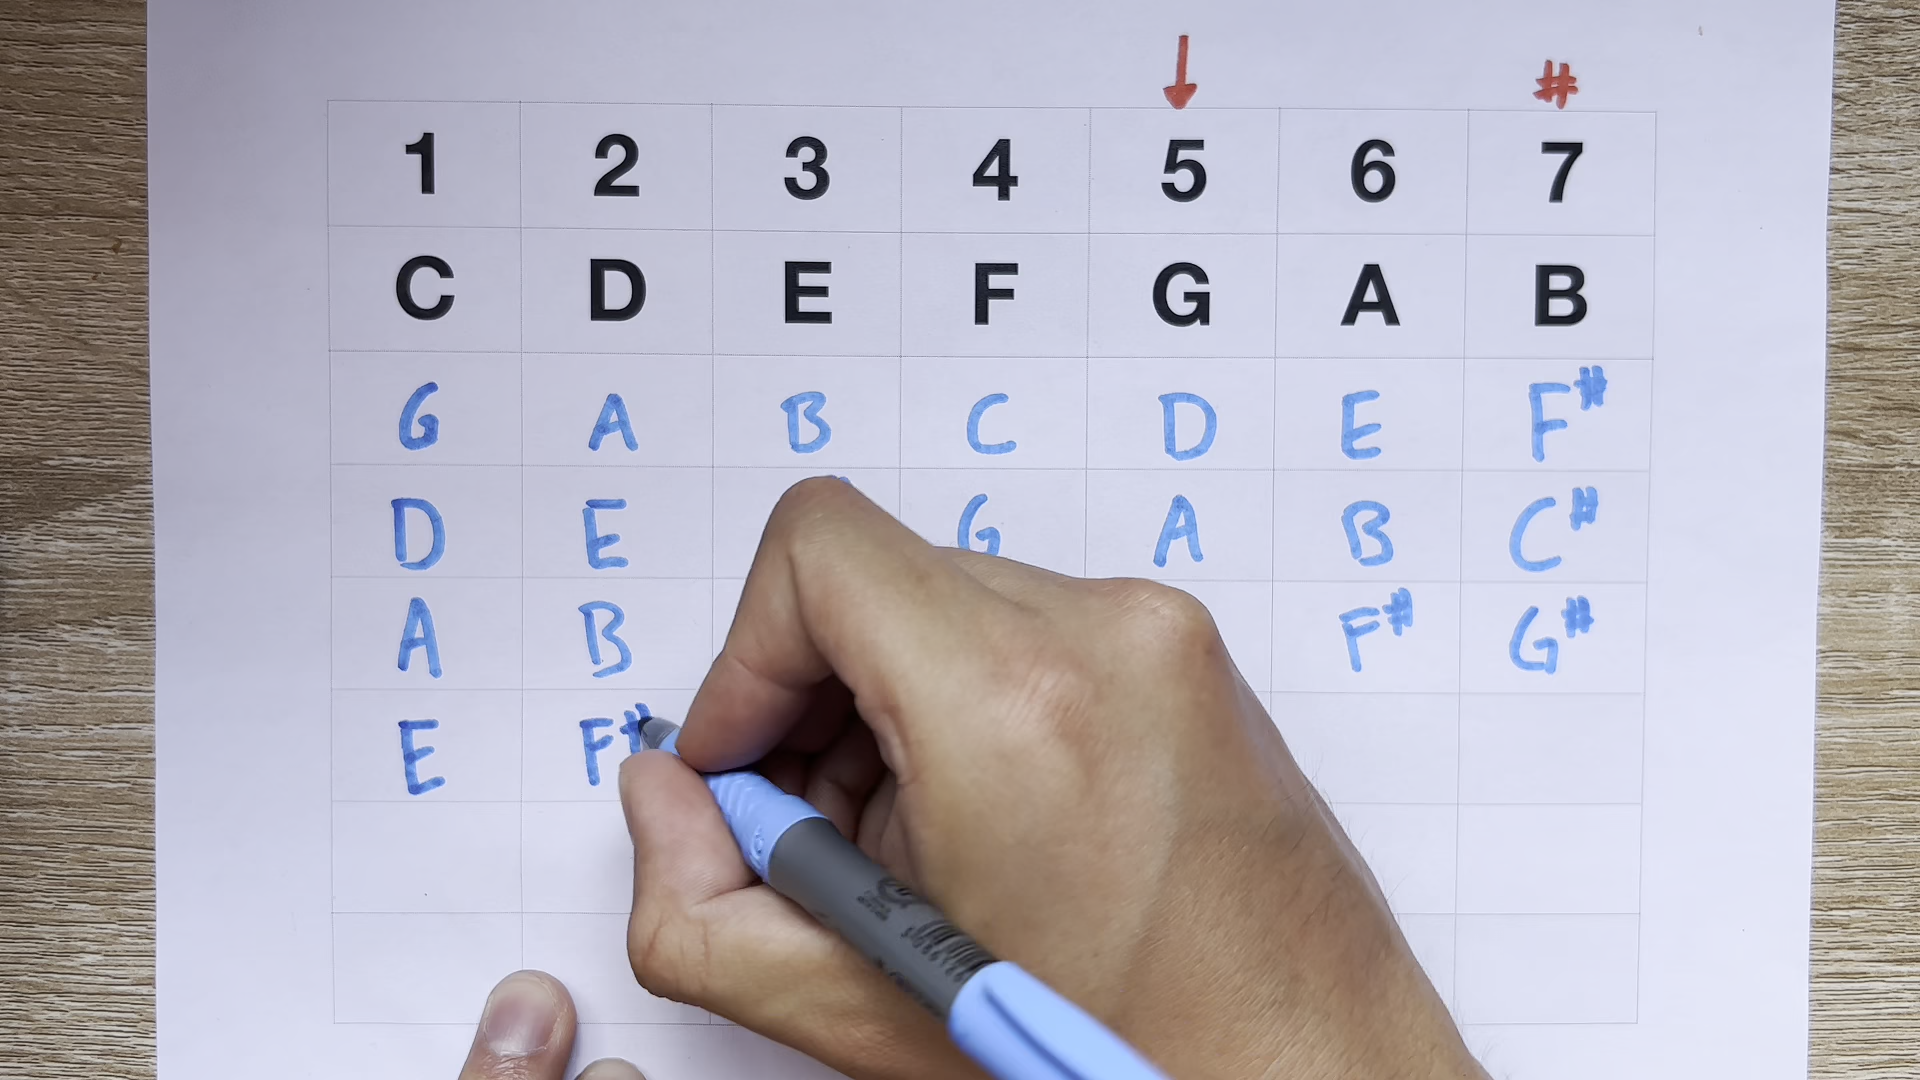 #
1 2 3 4 5 6 7
C D E F G A B
G A B C D E F#
D E G A B C#
A B F# G#
E F#